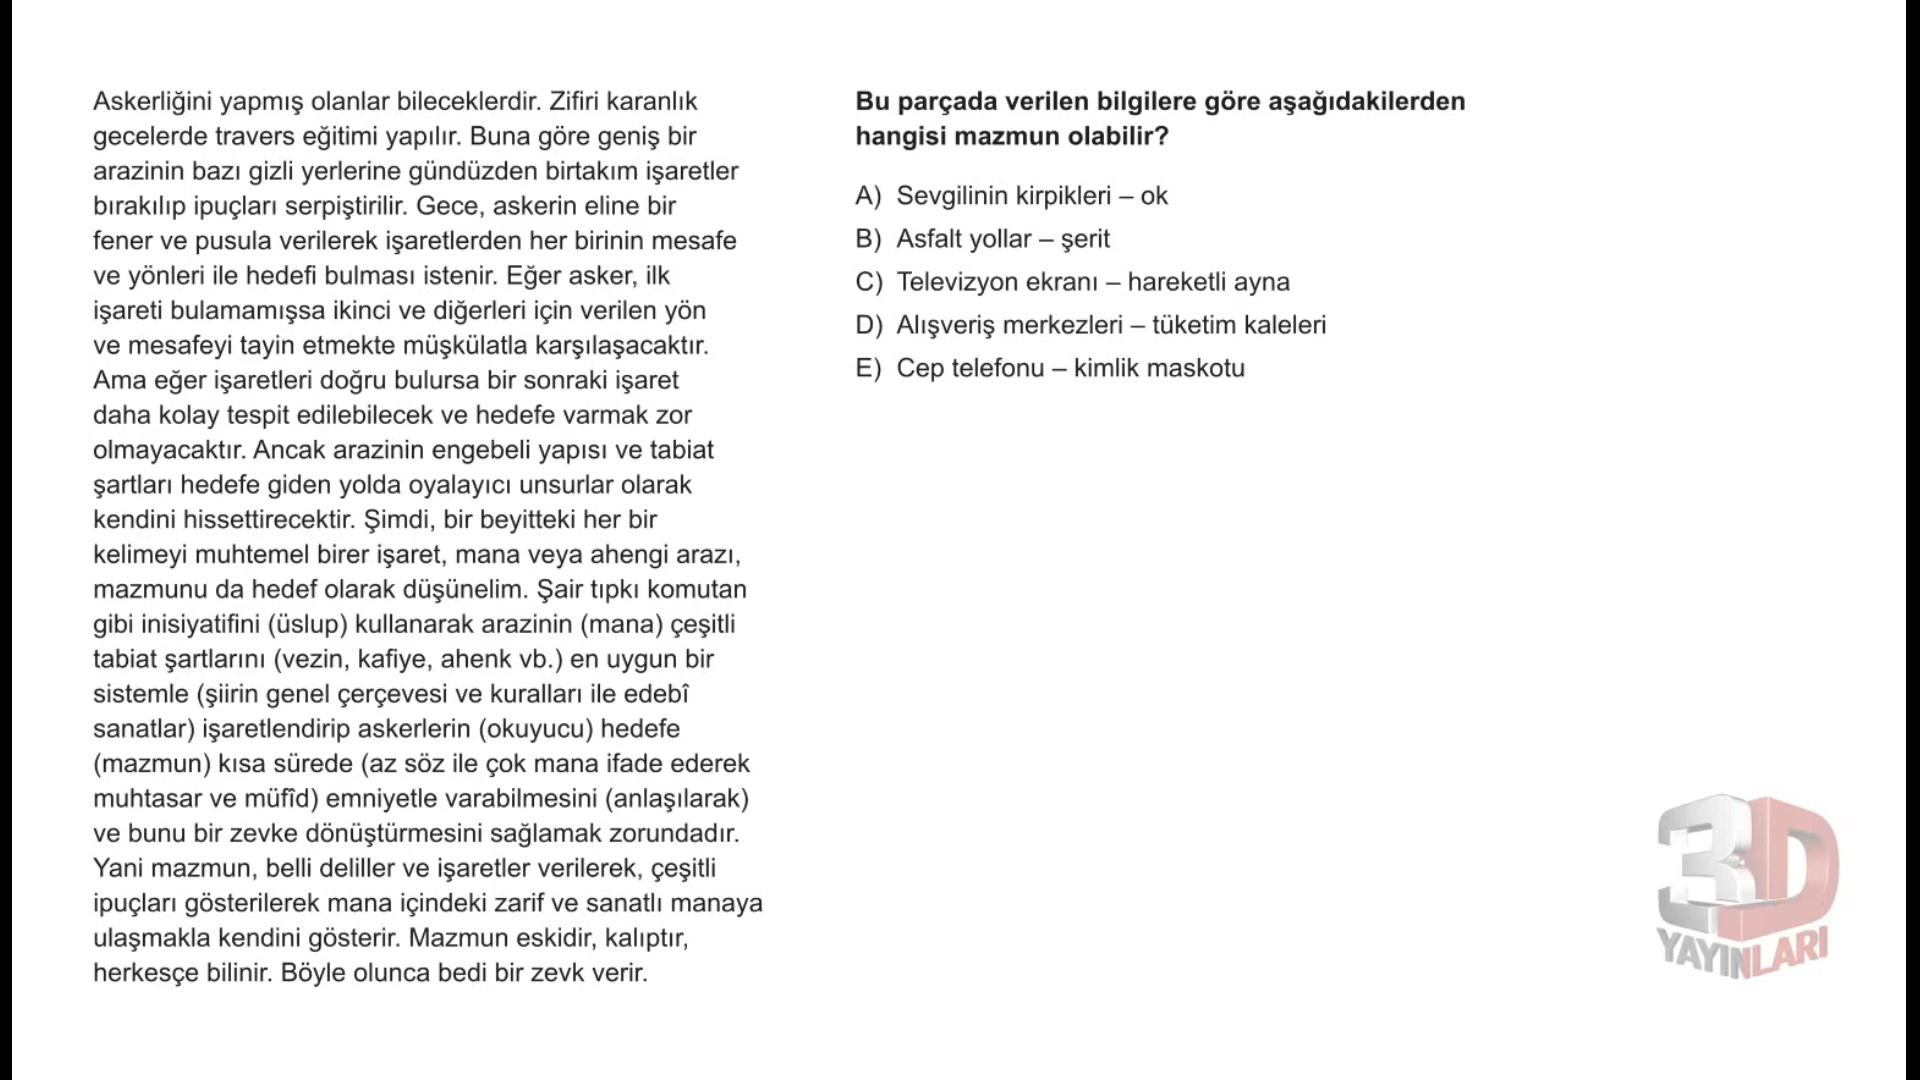 Askerliğini yapmış olanlar bileceklerdir. Zifiri karanlık
gecelerde travers eğitimi yapılır. Buna göre geniş bir
arazinin bazı gizli yerlerine gündüzden birtakım işaretler
bırakılıp ipuçları serpiştirilir. Gece, askerin eline bir
fener ve pusula verilerek işaretlerden her birinin mesafe
ve yönleri ile hedefi bulması istenir. Eğer asker, ilk
işareti bulamamışsa ikinci ve diğerleri için verilen yön
ve mesafeyi tayin etmekte müşkülatla karşılaşacaktır.
Ama eğer işaretleri doğru bulursa bir sonraki işaret
daha kolay tespit edilebilecek ve hedefe varmak zor
olmayacaktır. Ancak arazinin engebeli yapısı ve tabiat
şartları hedefe giden yolda oyalayıcı unsurlar olarak
kendini hissettirecektir. Şimdi, bir beyitteki her bir
kelimeyi muhtemel birer işaret, mana veya ahengi arazı,
mazmunu da hedef olarak düşünelim. Şair tıpkı komutan
gibi inisiyatifini (üslup) kullanarak arazinin (mana) çeşitli
tabiat şartlarını (vezin, kafiye, ahenk vb.) en uygun bir
sistemle (şiirin genel çerçevesi ve kuralları ile edebî
sanatlar) işaretlendirip askerlerin (okuyucu) hedefe
(mazmun) kısa sürede (az söz ile çok mana ifade ederek
muhtasar ve müfîd) emniyetle varabilmesini (anlaşılarak)
ve bunu bir zevke dönüştürmesini sağlamak zorundadır.
Yani mazmun, belli deliller ve işaretler verilerek, çeşitli
ipuçları gösterilerek mana içindeki zarif ve sanatlı manaya
ulaşmakla kendini gösterir. Mazmun eskidir, kalıptır,
herkesçe bilinir. Böyle olunca bedi bir zevk verir.
Bu parçada verilen bilgilere göre aşağıdakilerden
hangisi mazmun olabilir?
A) Sevgilinin kirpikleri – ok
B) Asfalt yollar – şerit
C) Televizyon ekranı – hareketli ayna
D) Alışveriş merkezleri – tüketim kaleleri
E) Cep telefonu – kimlik maskotu
3D
YAYINLARI